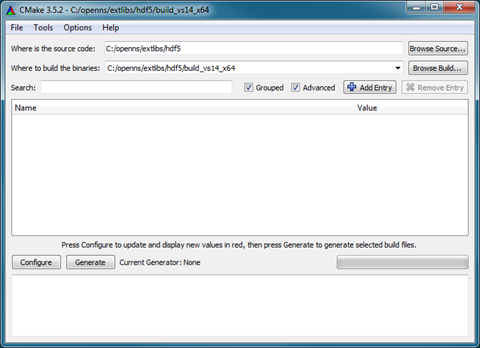 CMake 3.5.2 - C:/openns/extlibs/hdf5/build_vs14_x64
File Tools Options Help
Where is the source code: C:/openns/extlibs/hdf5 Browse Source...
Where to build the binaries: C:/openns/extlibs/hdf5/build_vs14_x64 Browse Build...
Search: Grouped Advanced Add Entry Remove Entry
Name Value
Press Configure to update and display new values in red, then press Generate to generate selected build files.
Configure Generate Current Generator: None